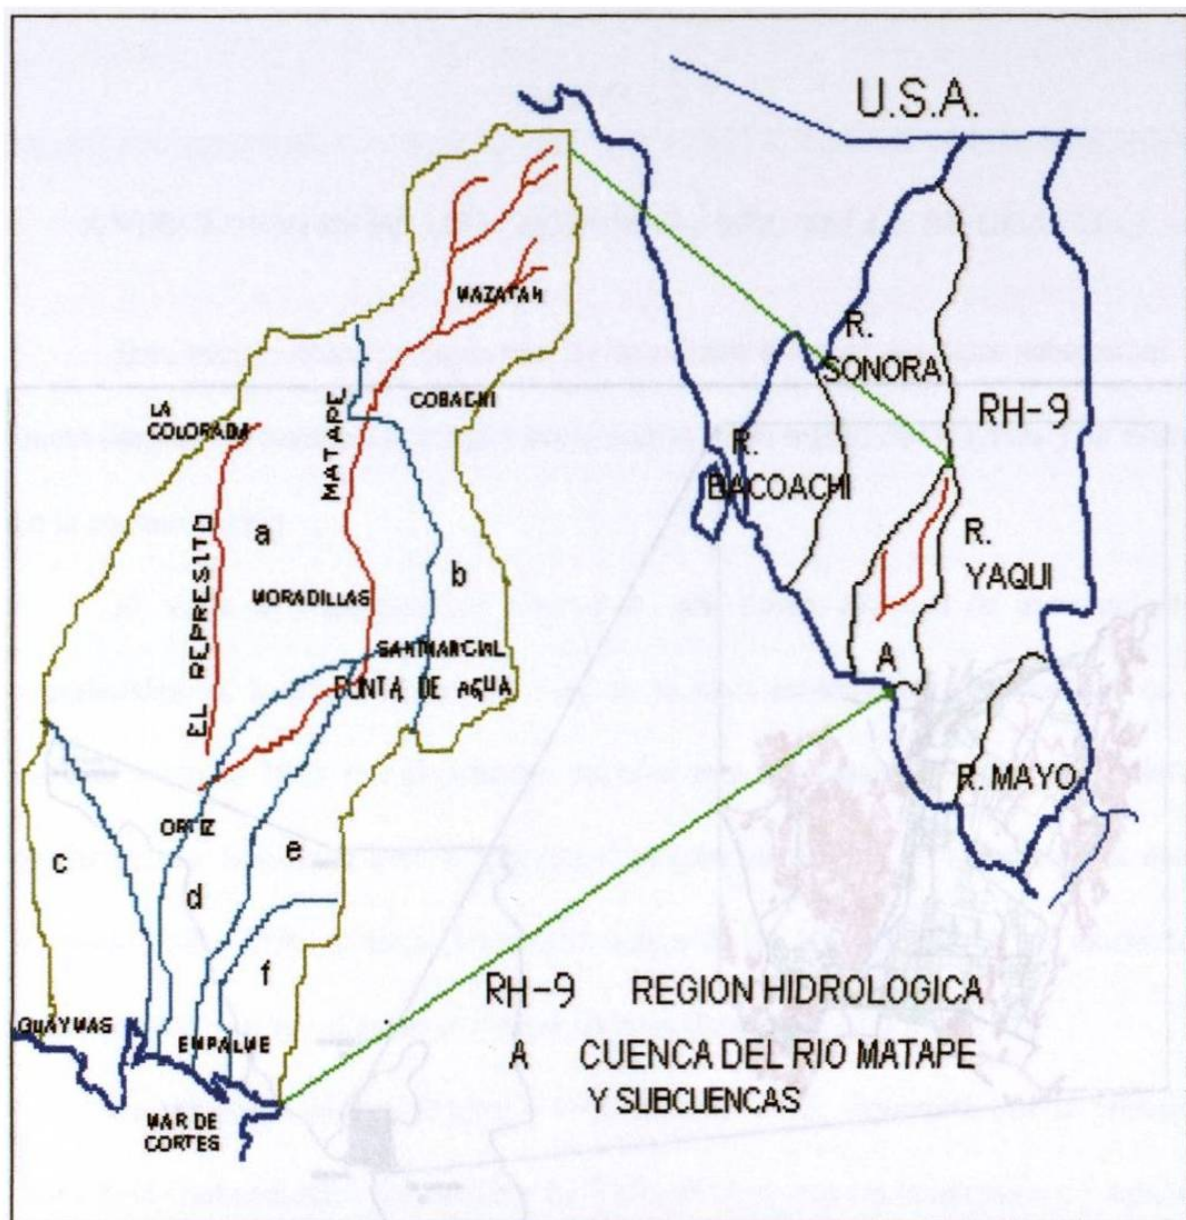 U.S.A.
MAZATAN
R.
SONORA
LA
COLORADA
MATAPE
COBACHI
RH-9
R.
BACOACHI
EL REPRESITO
a
b
MORADILLAS
R.
YAQUI
SANTMARCIAL
PUNTA DE AGUA
A
R. MAYO
ORTIZ
c
d
e
f
GUAYMAS
EMPALME
MAR DE
CORTES
RH-9 REGION HIDROLOGICA
A CUENCA DEL RIO MATAPE
Y SUBCUENCAS